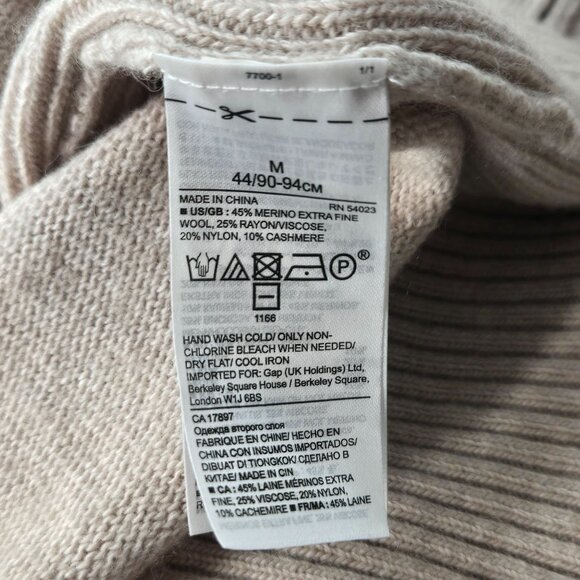 7700-1 1/1
M
44/90-94CM
MADE IN CHINA RN 54023
■ US/GB : 45% MERINO EXTRA FINE
WOOL, 25% RAYON/VISCOSE,
20% NYLON, 10% CASHMERE
P ®
1166
HAND WASH COLD/ ONLY NON-
CHLORINE BLEACH WHEN NEEDED/
DRY FLAT/ COOL IRON
IMPORTED FOR: Gap (UK Holdings) Ltd,
Berkeley Square House / Berkeley Square,
London W1J 6BS
CA 17897
Одежда второго слоя
FABRIQUE EN CHINE/ HECHO EN
CHINA CON INSUMOS IMPORTADOS/
DIBUAT DI TIONGKOK/ СДЕЛАНО В
КИТАЕ/ MADE IN CIN
■ CA : 45% LAINE MÉRINOS EXTRA
FINE, 25% VISCOSE, 20% NYLON,
10% CACHEMIRE ■ FR/MA : 45% LAINE